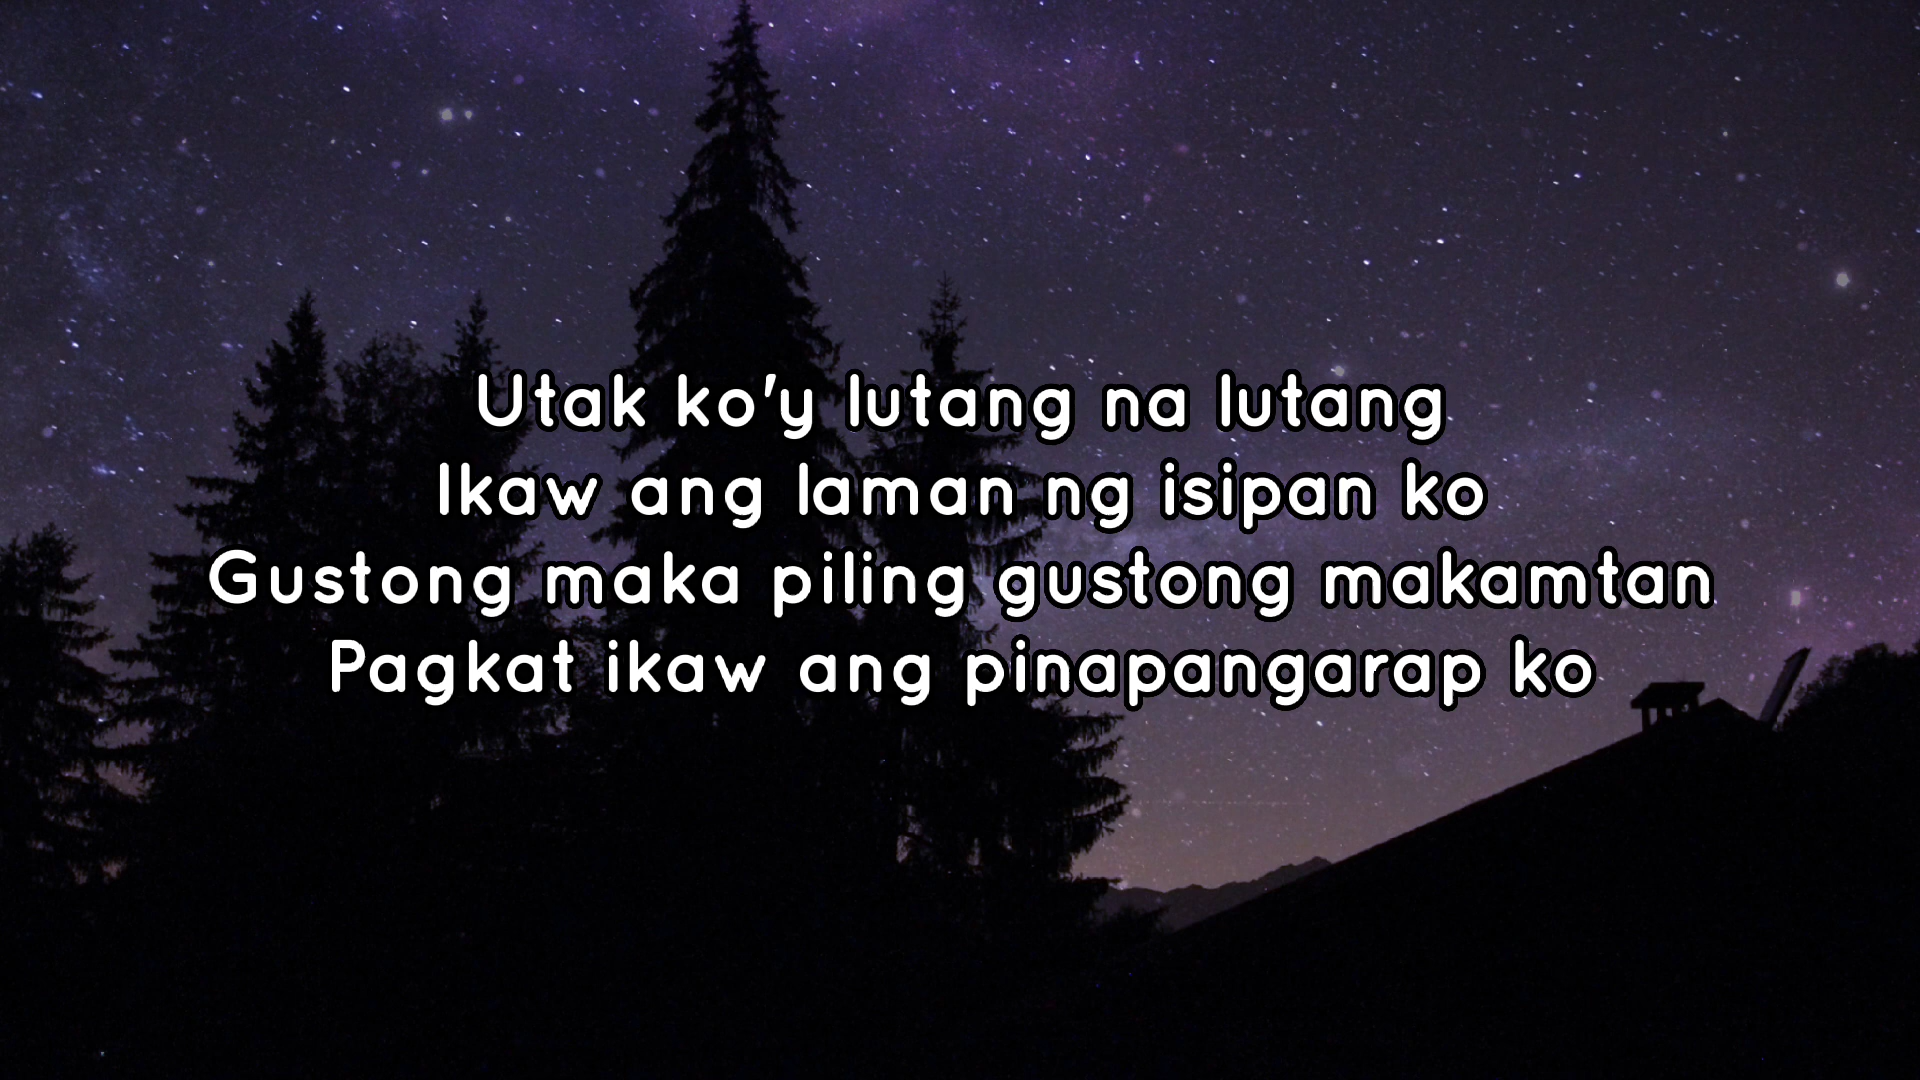 Utak ko'y lutang na lutang
Ikaw ang laman ng isipan ko
Gustong maka piling gustong makamtan
Pagkat ikaw ang pinapangarap ko